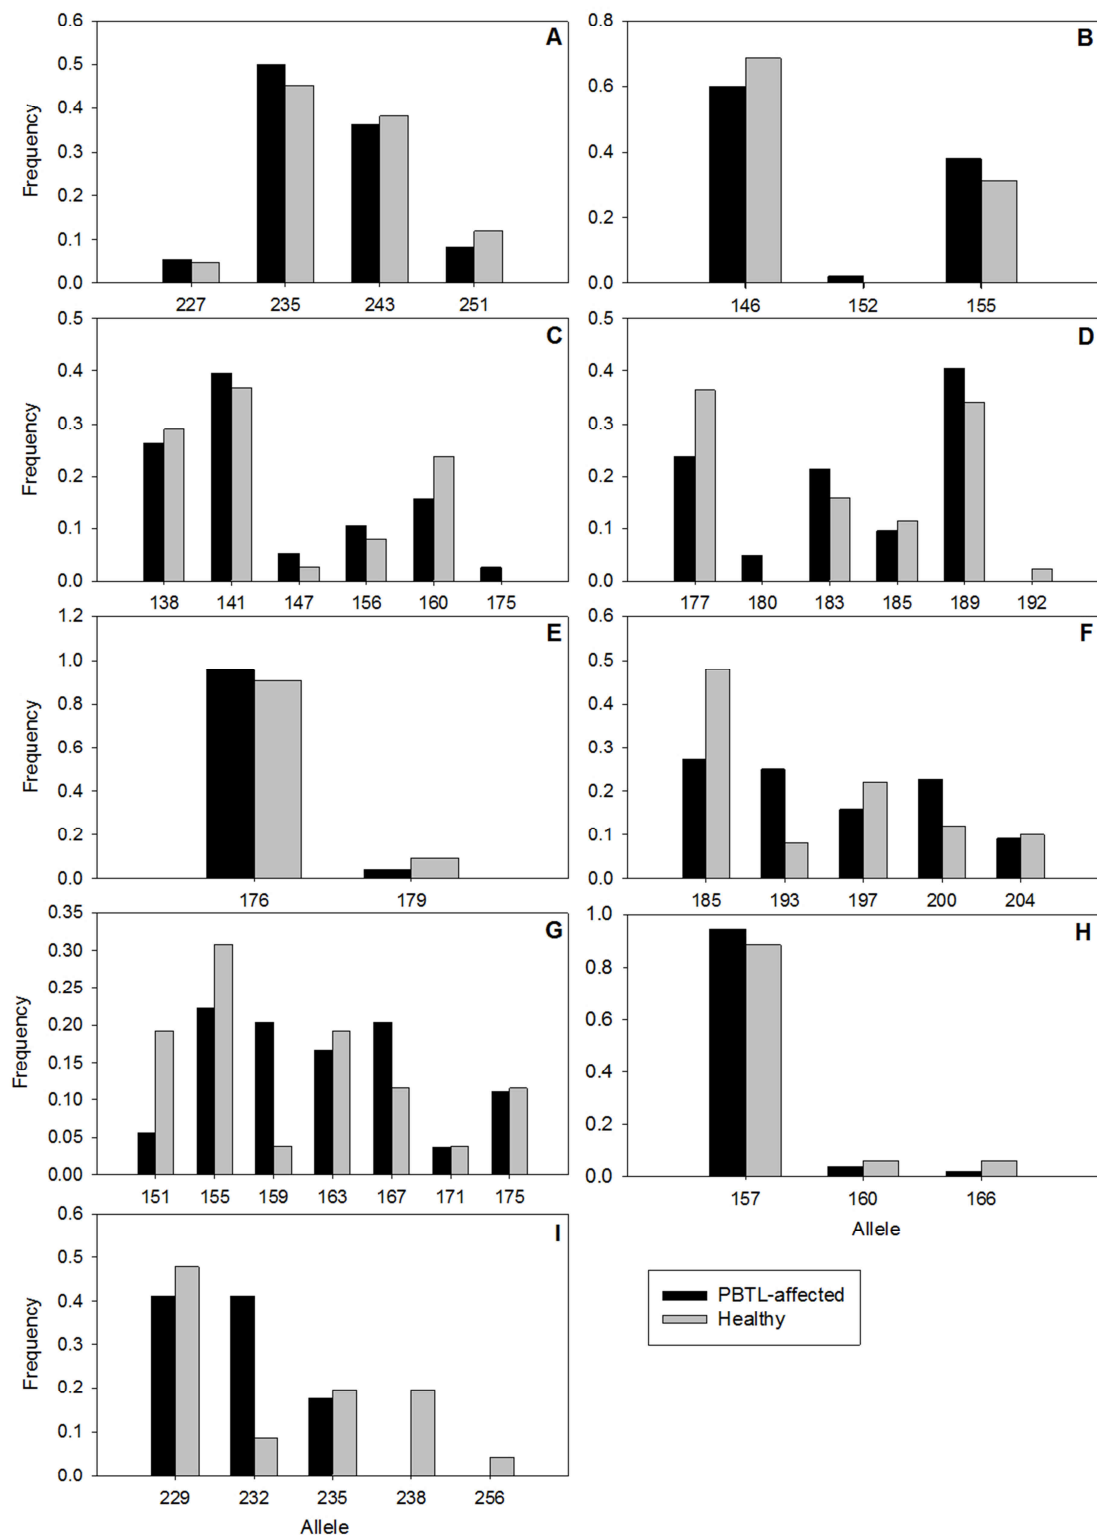 A
Frequency
0.6
0.5
0.4
0.3
0.2
0.1
0.0
227 235 243 251
B
0.8
0.6
0.4
0.2
0.0
146 152 155
C
Frequency
0.5
0.4
0.3
0.2
0.1
0.0
138 141 147 156 160 175
D
0.5
0.4
0.3
0.2
0.1
0.0
177 180 183 185 189 192
E
Frequency
1.2
1.0
0.8
0.6
0.4
0.2
0.0
176 179
F
0.6
0.5
0.4
0.3
0.2
0.1
0.0
185 193 197 200 204
G
Frequency
0.35
0.30
0.25
0.20
0.15
0.10
0.05
0.00
151 155 159 163 167 171 175
H
1.0
0.8
0.6
0.4
0.2
0.0
157 160 166
Allele
I
Frequency
0.6
0.5
0.4
0.3
0.2
0.1
0.0
229 232 235 238 256
Allele
PBTL-affected
Healthy